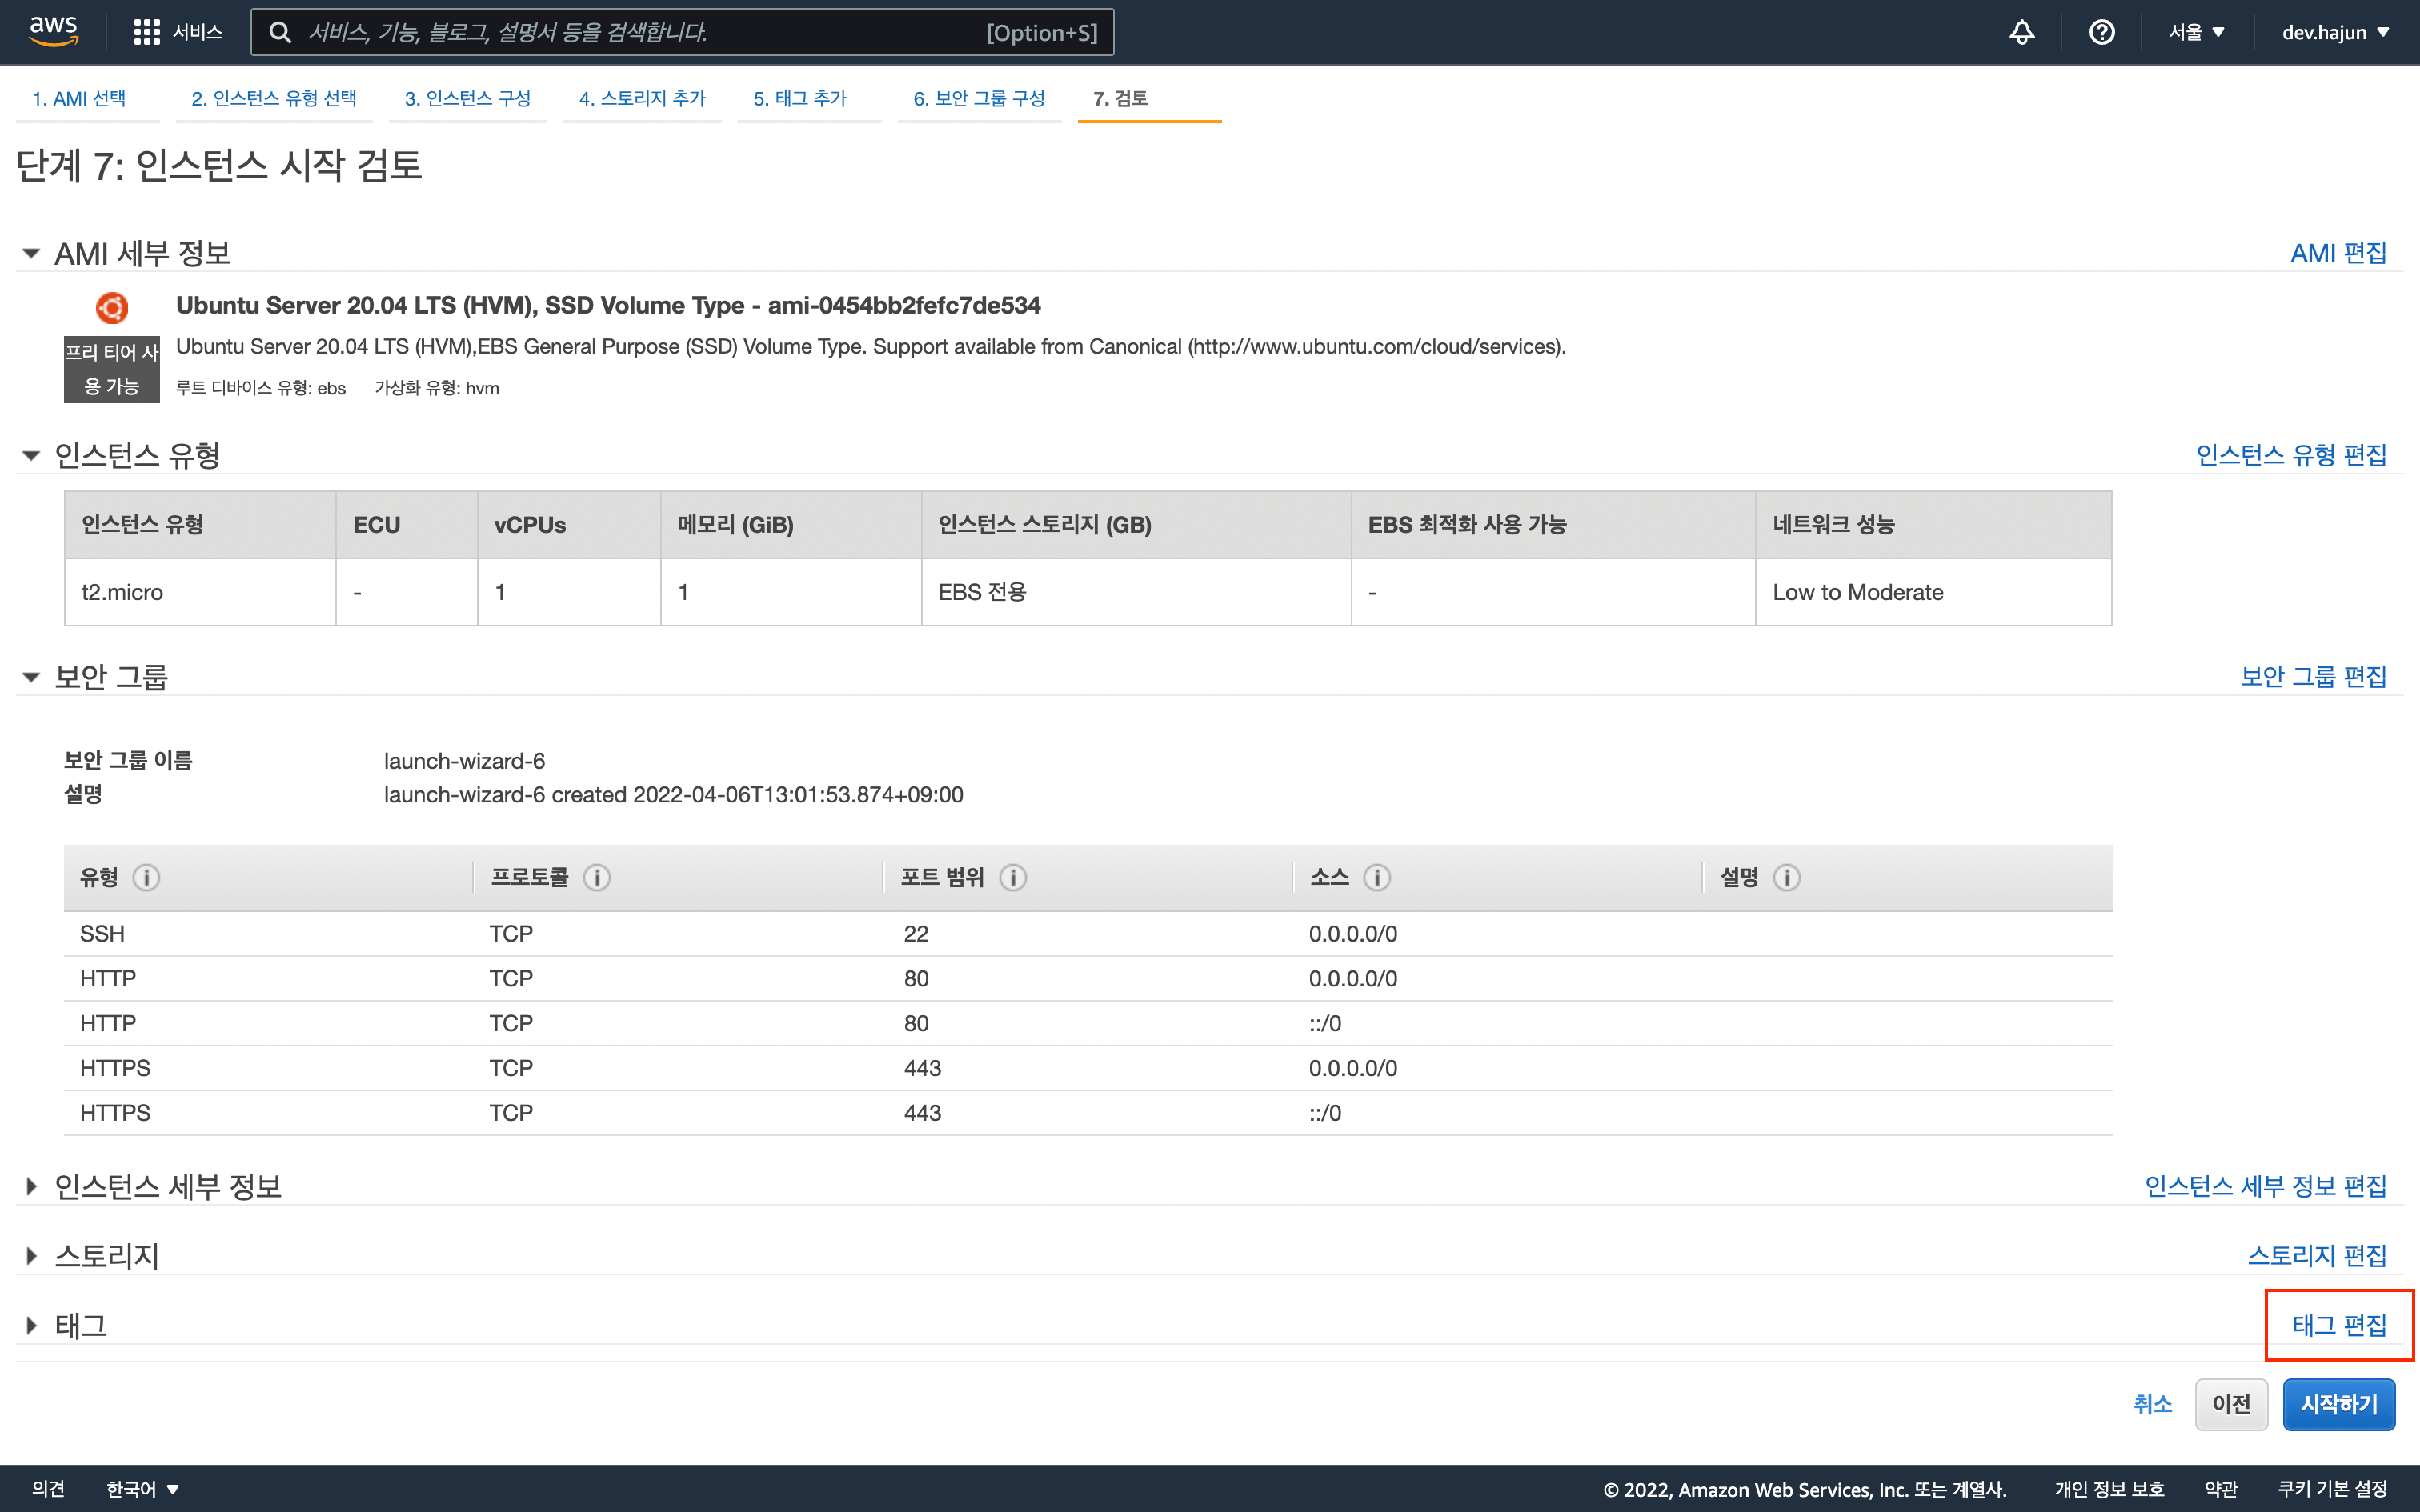 aws 서비스 서비스, 기능, 블로그, 설명서 등을 검색합니다. [Option+S] 서울 ▼ dev.hajun ▼
1. AMI 선택 2. 인스턴스 유형 선택 3. 인스턴스 구성 4. 스토리지 추가 5. 태그 추가 6. 보안 그룹 구성 7. 검토
단계 7: 인스턴스 시작 검토
AMI 세부 정보 AMI 편집
Ubuntu Server 20.04 LTS (HVM), SSD Volume Type - ami-0454bb2fefc7de534
프리 티어 사
용 가능
Ubuntu Server 20.04 LTS (HVM),EBS General Purpose (SSD) Volume Type. Support available from Canonical (http://www.ubuntu.com/cloud/services).
루트 디바이스 유형: ebs 가상화 유형: hvm
인스턴스 유형 인스턴스 유형 편집
인스턴스 유형 ECU vCPUs 메모리 (GiB) 인스턴스 스토리지 (GB) EBS 최적화 사용 가능 네트워크 성능
t2.micro - 1 1 EBS 전용 - Low to Moderate
보안 그룹 보안 그룹 편집
보안 그룹 이름 launch-wizard-6
설명 launch-wizard-6 created 2022-04-06T13:01:53.874+09:00
유형 i 프로토콜 i 포트 범위 i 소스 i 설명 i
SSH TCP 22 0.0.0.0/0
HTTP TCP 80 0.0.0.0/0
HTTP TCP 80 ::/0
HTTPS TCP 443 0.0.0.0/0
HTTPS TCP 443 ::/0
인스턴스 세부 정보 인스턴스 세부 정보 편집
스토리지 스토리지 편집
태그 태그 편집
취소 이전 시작하기
의견 한국어 ▼ © 2022, Amazon Web Services, Inc. 또는 계열사. 개인 정보 보호 약관 쿠키 기본 설정